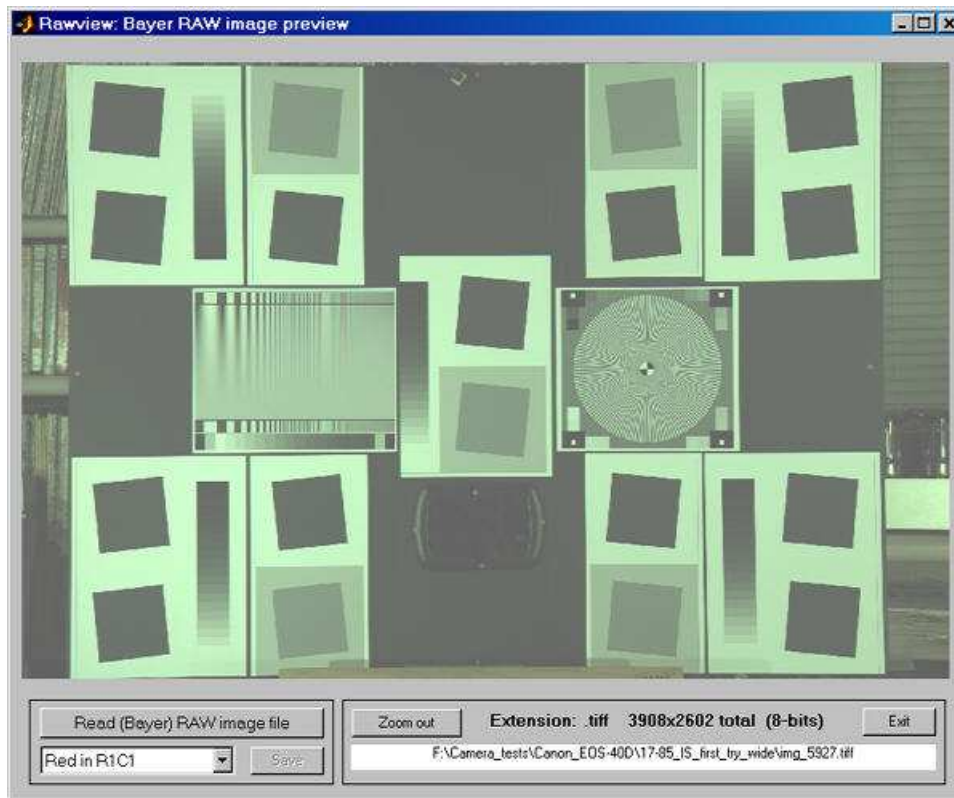 Rawview: Bayer RAW image preview
Read (Bayer) RAW image file
Red in R1C1
Save
Zoom out
Extension: .tiff 3908x2602 total (8-bits)
Exit
F:\Camera_tests\Canon_EOS-40D\17-85_IS_first_try_wide\img_5927.tiff